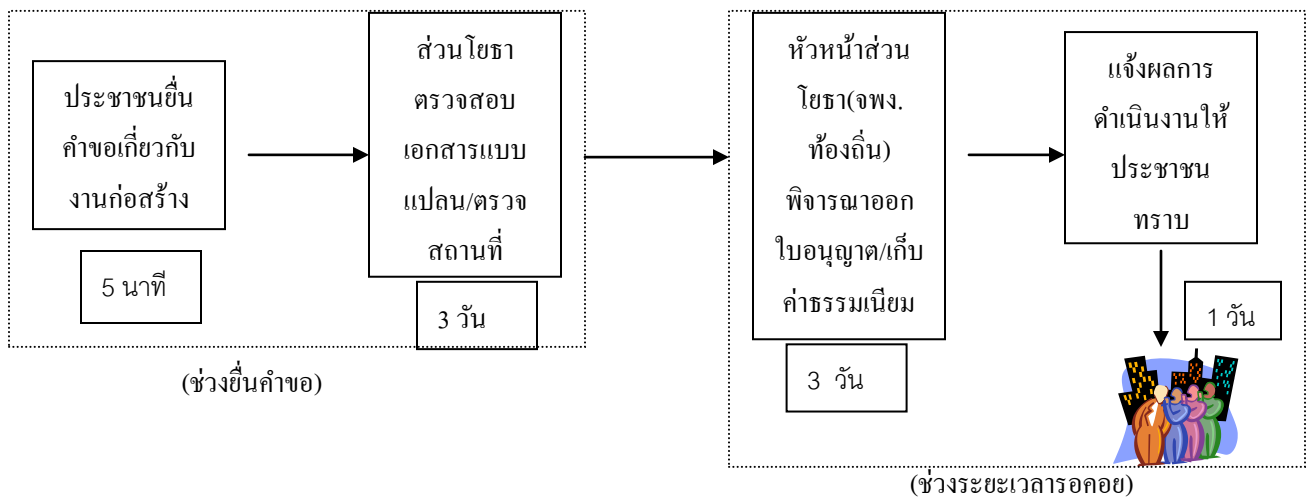 ประชาชนยื่น
คำขอเกี่ยวกับ
งานก่อสร้าง
5 นาที
ส่วนโยธา
ตรวจสอบ
เอกสารแบบ
แปลน/ตรวจ
สถานที่
3 วัน
(ช่วงยื่นคำขอ)
หัวหน้าส่วน
โยธา(จพง.
ท้องถิ่น)
พิจารณาออก
ใบอนุญาต/เก็บ
ค่าธรรมเนียม
3 วัน
แจ้งผลการ
ดำเนินงานให้
ประชาชน
ทราบ
1 วัน
(ช่วงระยะเวลารอคอย)